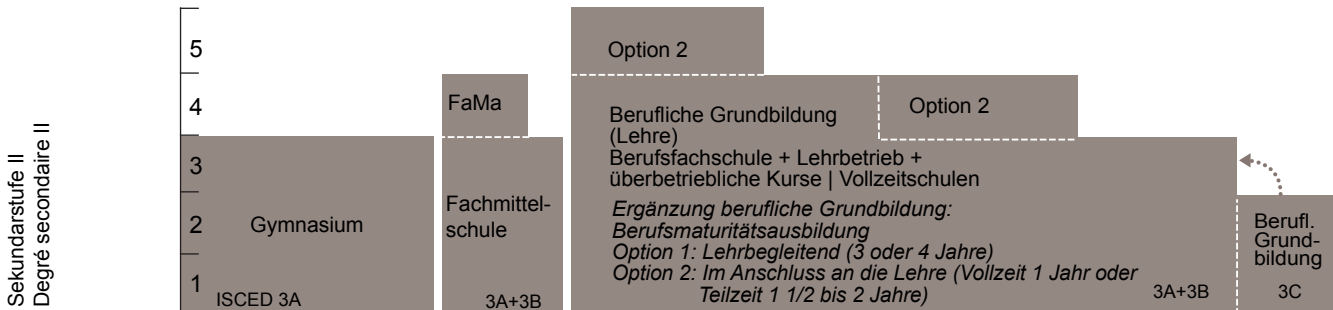 Sekundarstufe II
Degré secondaire II
5
4
3
2
1
Gymnasium
ISCED 3A
FaMa
Fachmittel-
schule
3A+3B
Option 2
Option 2
Berufliche Grundbildung
(Lehre)
Berufsfachschule + Lehrbetrieb +
überbetriebliche Kurse | Vollzeitschulen
Ergänzung berufliche Grundbildung:
Berufsmaturitätsausbildung
Option 1: Lehrbegleitend (3 oder 4 Jahre)
Option 2: Im Anschluss an die Lehre (Vollzeit 1 Jahr oder
Teilzeit 1 1/2 bis 2 Jahre)
3A+3B
Berufl.
Grund-
bildung
3C